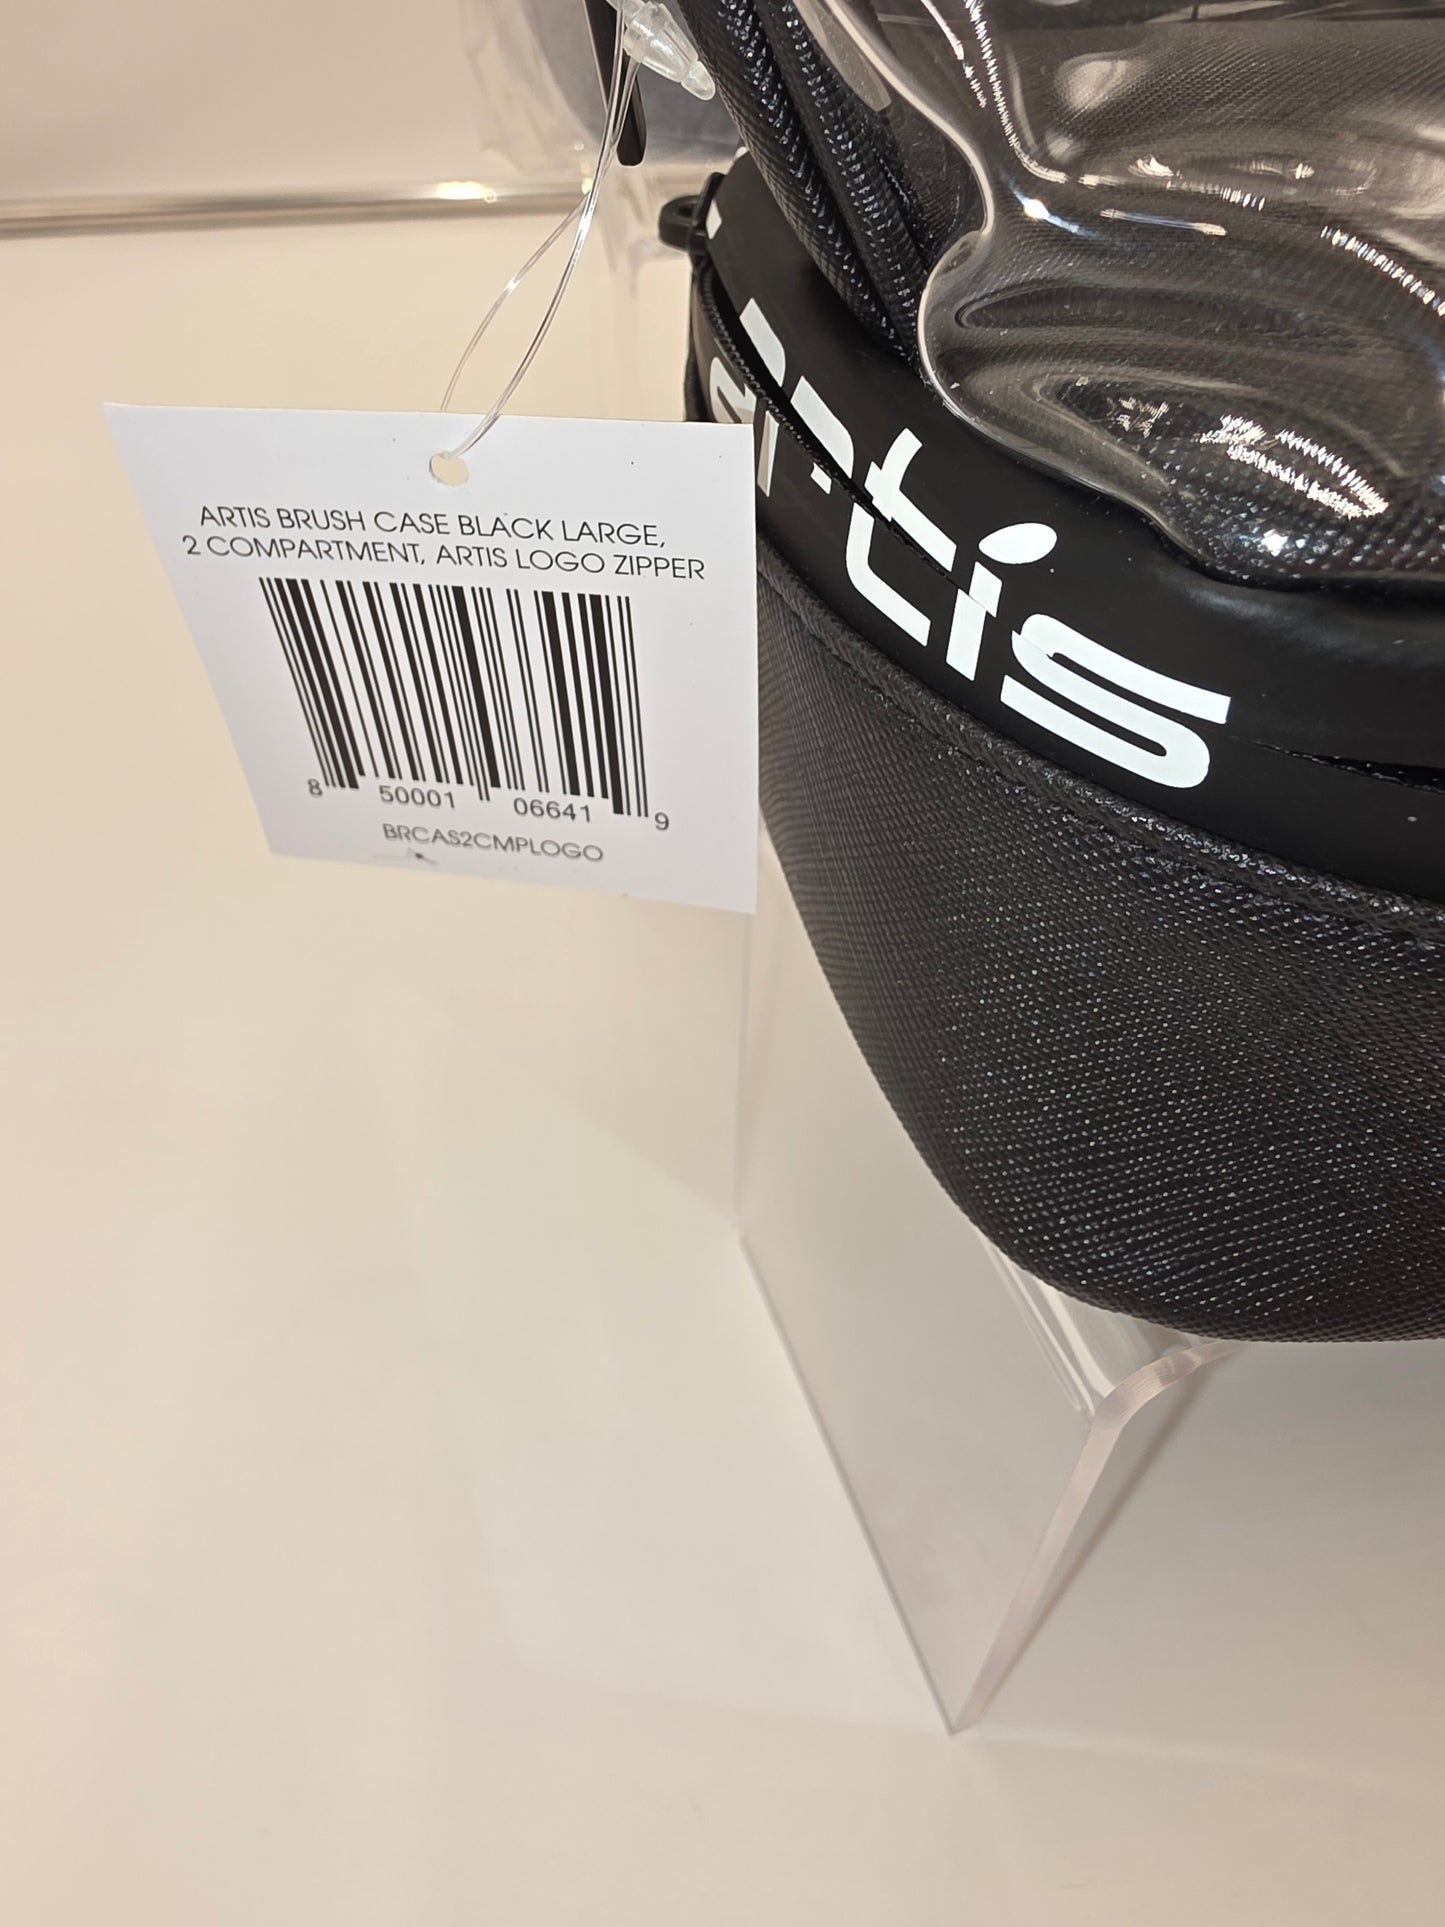 ARTIS BRUSH CASE BLACK LARGE,
2 COMPARTMENT, ARTIS LOGO ZIPPER
8 50001 06641 9
BRCAS2CMPLOGO
artis